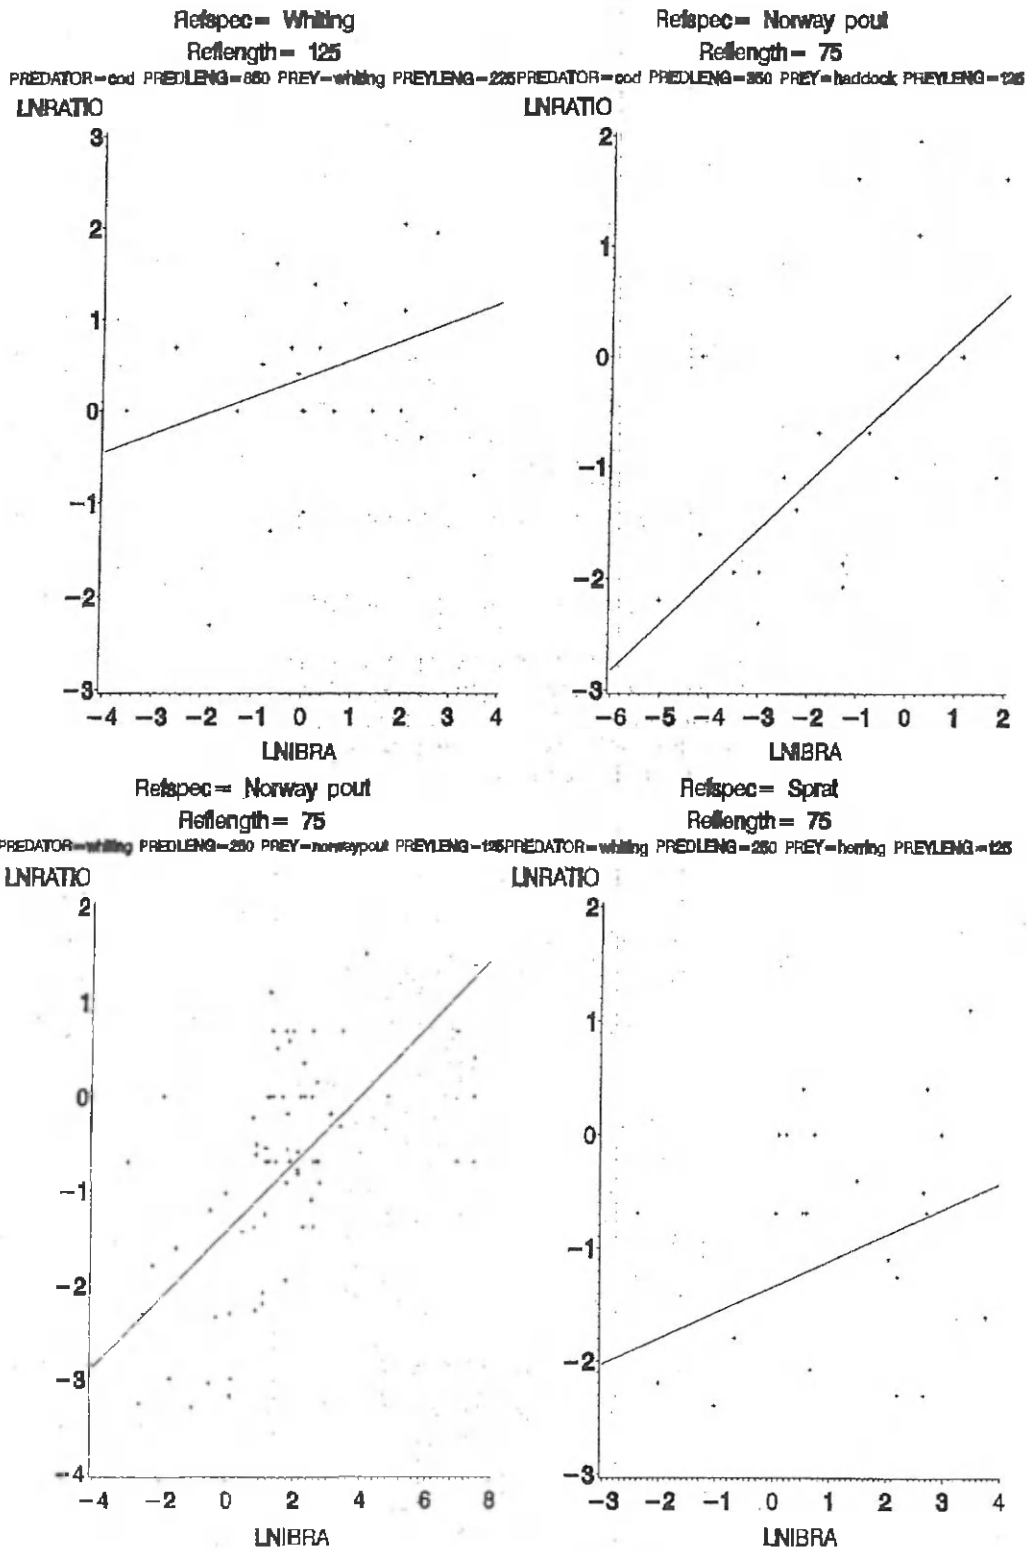 Refspec= Whiting
Reflength= 125
PREDATOR=cod PREDLENG=850 PREY=whiting PREYLENG=225
LNRATIO
3
2
1
0
-1
-2
-3
-4 -3 -2 -1 0 1 2 3 4
LNIBRA
Refspec= Norway pout
Reflength= 75
PREDATOR=cod PREDLENG=350 PREY=haddock PREYLENG=125
LNRATIO
2
1
0
-1
-2
-3
-6 -5 -4 -3 -2 -1 0 1 2
LNIBRA
Refspec= Norway pout
Reflength= 75
PREDATOR=whiting PREDLENG=250 PREY=norwaypout PREYLENG=125
LNRATIO
2
1
0
-1
-2
-3
-4
-4 -2 0 2 4 6 8
LNIBRA
Refspec= Sprat
Reflength= 75
PREDATOR=whiting PREDLENG=250 PREY=herring PREYLENG=125
LNRATIO
2
1
0
-1
-2
-3
-3 -2 -1 0 1 2 3 4
LNIBRA